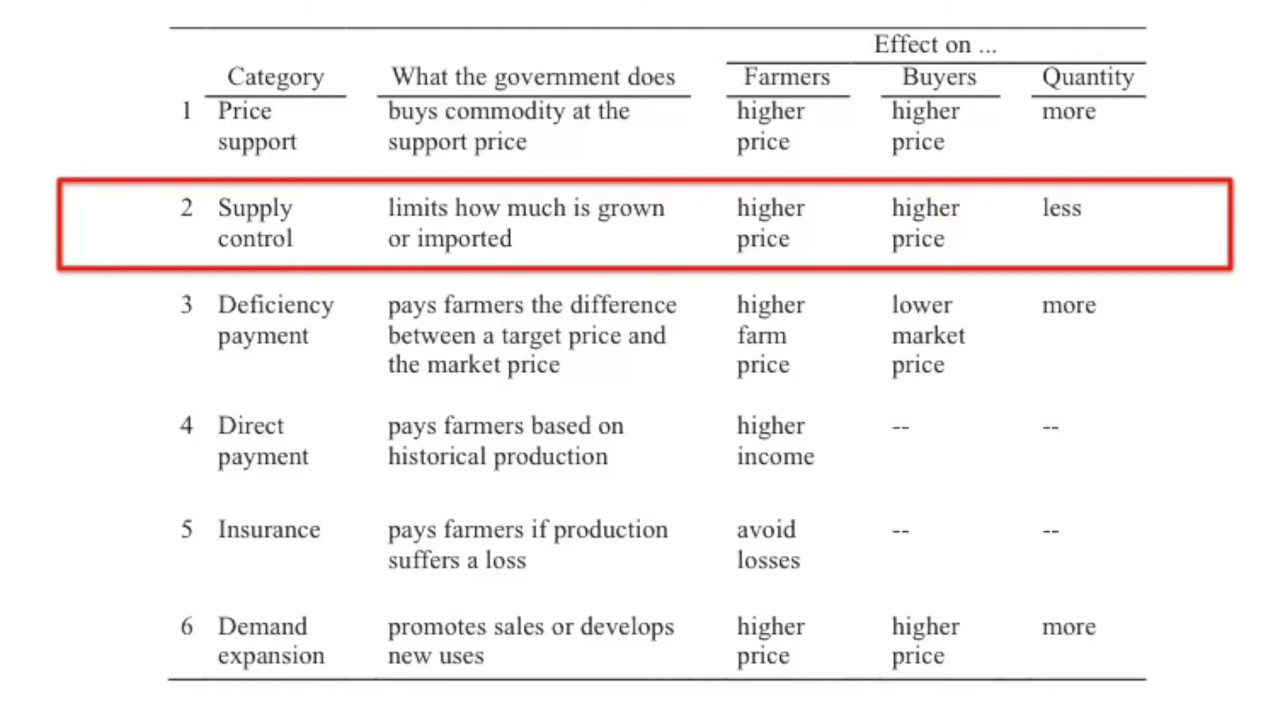 Effect on ...
Category What the government does Farmers Buyers Quantity
1 Price buys commodity at the higher higher more
support support price price price
2 Supply limits how much is grown higher higher less
control or imported price price
3 Deficiency pays farmers the difference higher lower more
payment between a target price and farm market
the market price price price
4 Direct pays farmers based on higher -- --
payment historical production income
5 Insurance pays farmers if production avoid -- --
suffers a loss losses
6 Demand promotes sales or develops higher higher more
expansion new uses price price